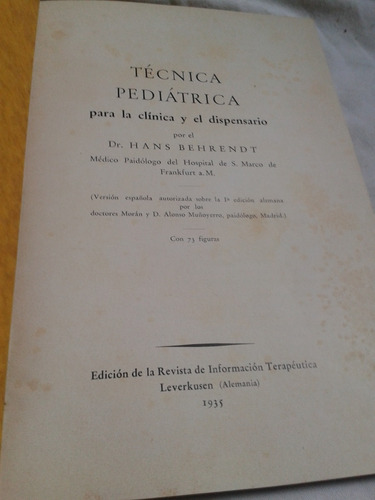 TÉCNICA
PEDIÁTRICA
para la clínica y el dispensario
por el
Dr. HANS BEHRENDT
Médico Paidólogo del Hospital de S. Marco de
Frankfurt a. M.
(Versión española autorizada sobre la 1ª edición alemana
por los
doctores Morán y D. Alonso Muñoyerro, paidólogo, Madrid.)
Con 73 figuras
Edición de la Revista de Información Terapéutica
Leverkusen (Alemania)
1935